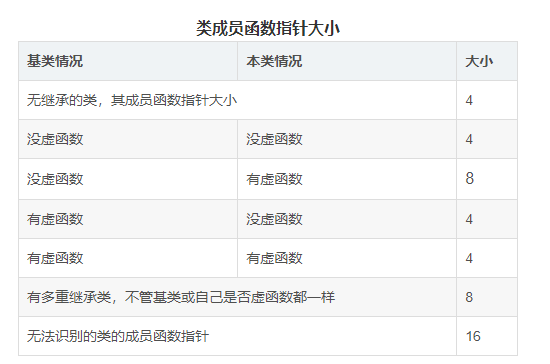 类成员函数指针大小
基类情况 本类情况 大小
无继承的类，其成员函数指针大小 4
没虚函数 没虚函数 4
没虚函数 有虚函数 8
有虚函数 没虚函数 4
有虚函数 有虚函数 4
有多重继承类，不管基类或自己是否虚函数都一样 8
无法识别的类的成员函数指针 16